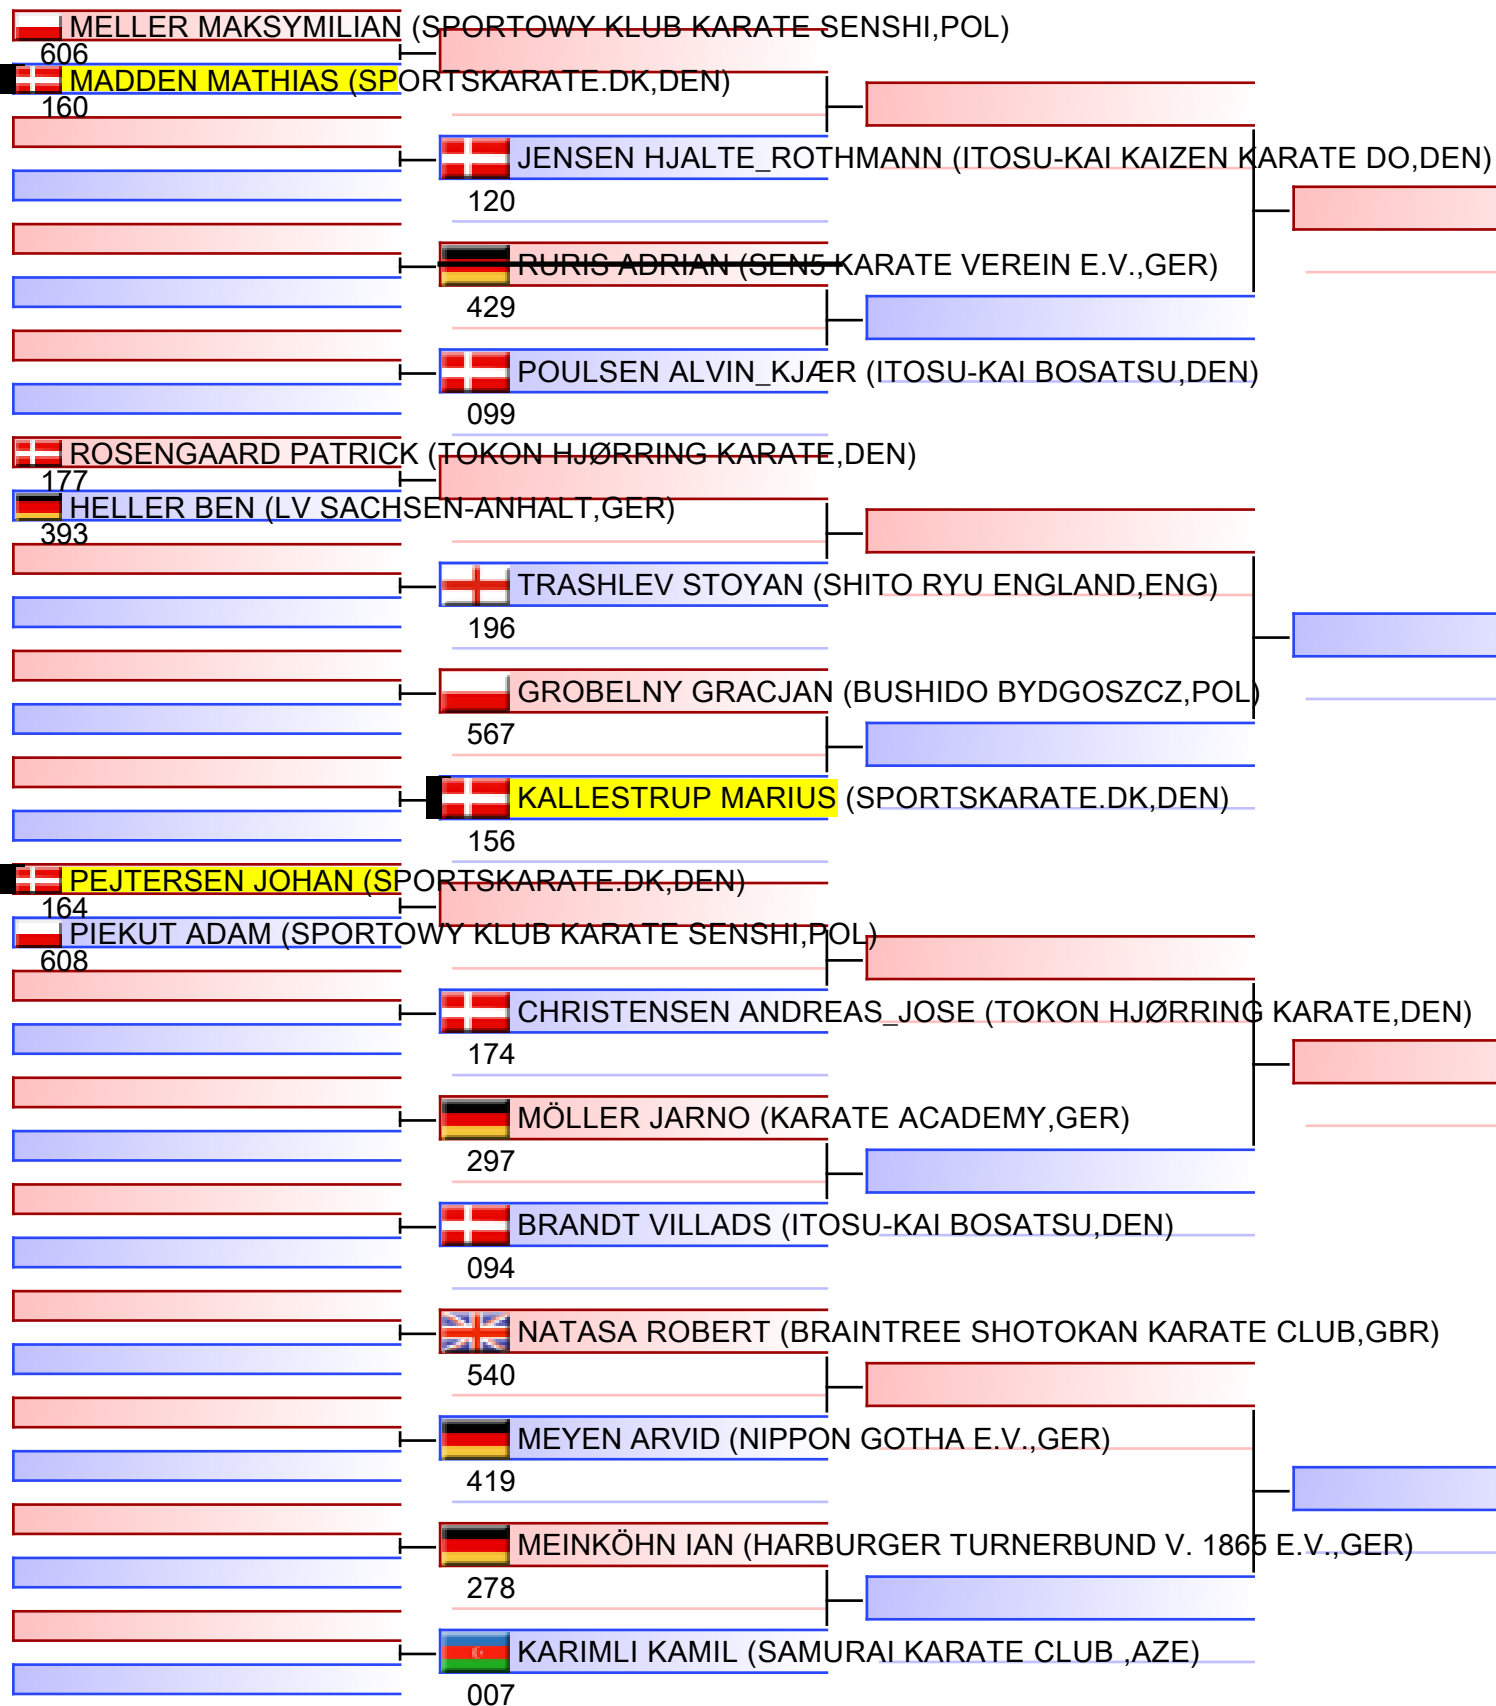 MELLER MAKSYMILIAN (SPORTOWY KLUB KARATE SENSHI,POL)
606
MADDEN MATHIAS (SPORTSKARATE.DK,DEN)
160
JENSEN HJALTE_ROTHMANN (ITOSU-KAI KAIZEN KARATE DO,DEN)
120
RURIS ADRIAN (SEN5 KARATE VEREIN E.V.,GER)
429
POULSEN ALVIN_KJÆR (ITOSU-KAI BOSATSU,DEN)
099
ROSENGAARD PATRICK (TOKON HJØRRING KARATE,DEN)
177
HELLER BEN (LV SACHSEN-ANHALT,GER)
393
TRASHLEV STOYAN (SHITO RYU ENGLAND,ENG)
196
GROBELNY GRACJAN (BUSHIDO BYDGOSZCZ,POL)
567
KALLESTRUP MARIUS (SPORTSKARATE.DK,DEN)
156
PEJTERSEN JOHAN (SPORTSKARATE.DK,DEN)
164
PIEKUT ADAM (SPORTOWY KLUB KARATE SENSHI,POL)
608
CHRISTENSEN ANDREAS_JOSE (TOKON HJØRRING KARATE,DEN)
174
MÖLLER JARNO (KARATE ACADEMY,GER)
297
BRANDT VILLADS (ITOSU-KAI BOSATSU,DEN)
094
NATASA ROBERT (BRAINTREE SHOTOKAN KARATE CLUB,GBR)
540
MEYEN ARVID (NIPPON GOTHA E.V.,GER)
419
MEINKÖHN IAN (HARBURGER TURNERBUND V. 1865 E.V.,GER)
278
KARIMLI KAMIL (SAMURAI KARATE CLUB ,AZE)
007